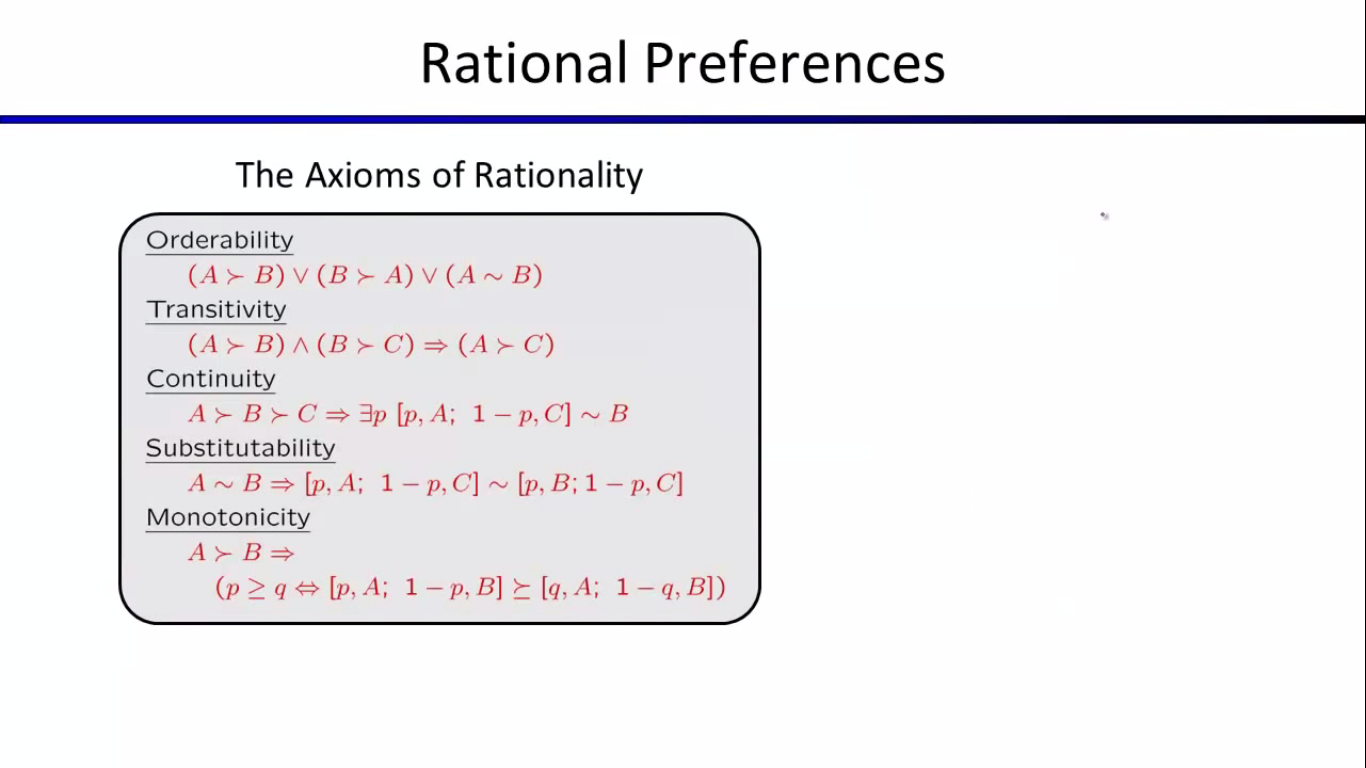 Rational Preferences
The Axioms of Rationality
Orderability
(A ≻ B) ∨ (B ≻ A) ∨ (A ∼ B)
Transitivity
(A ≻ B) ∧ (B ≻ C) ⇒ (A ≻ C)
Continuity
A ≻ B ≻ C ⇒ ∃p [p, A; 1 − p, C] ∼ B
Substitutability
A ∼ B ⇒ [p, A; 1 − p, C] ∼ [p, B; 1 − p, C]
Monotonicity
A ≻ B ⇒
(p ≥ q ⇔ [p, A; 1 − p, B] ⪰ [q, A; 1 − q, B])